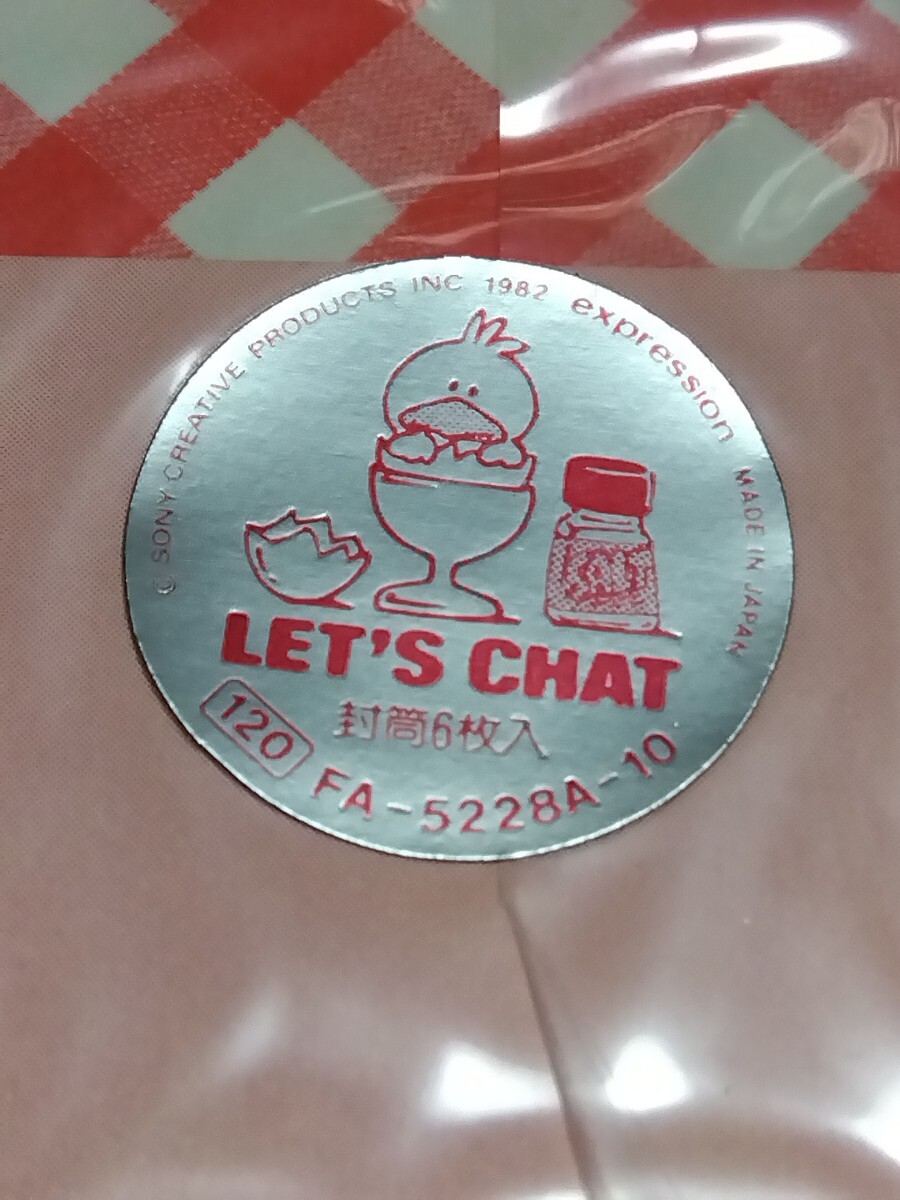 © SONY CREATIVE PRODUCTS INC 1982 expression MADE IN JAPAN
LET'S CHAT
封筒6枚入
120
FA-5228A-10